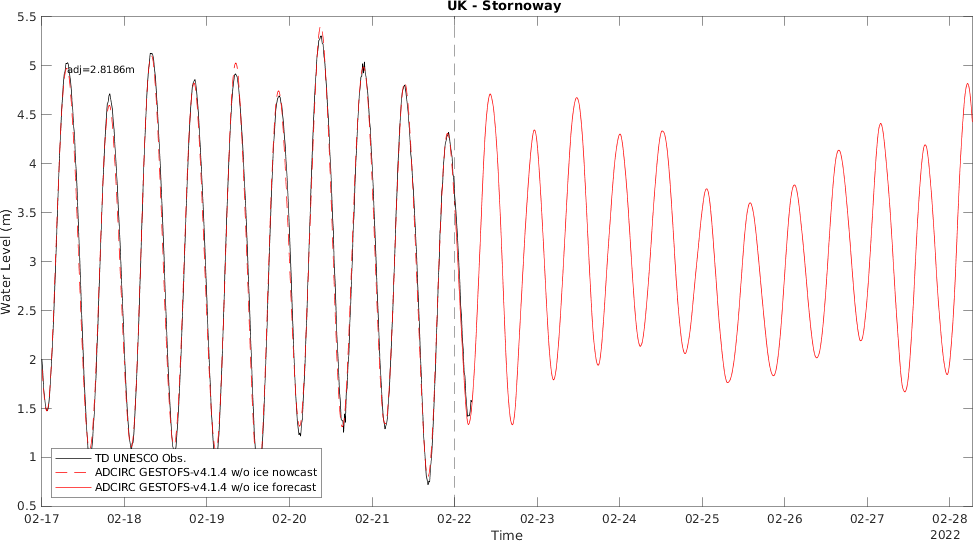 UK - Stornoway
5.5
5
4.5
4
3.5
3
2.5
2
1.5
1
0.5
Water Level (m)
adj=2.8186m
TD UNESCO Obs.
ADCIRC GESTOFS-v4.1.4 w/o ice nowcast
ADCIRC GESTOFS-v4.1.4 w/o ice forecast
02-17 02-18 02-19 02-20 02-21 02-22 02-23 02-24 02-25 02-26 02-27 02-28
2022
Time